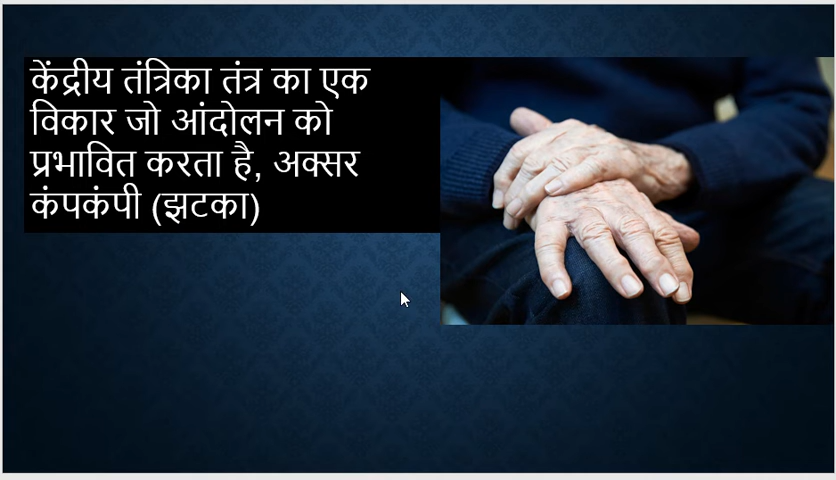 केंद्रीय तंत्रिका तंत्र का एक
विकार जो आंदोलन को
प्रभावित करता है, अक्सर
कंपकंपी (झटका)